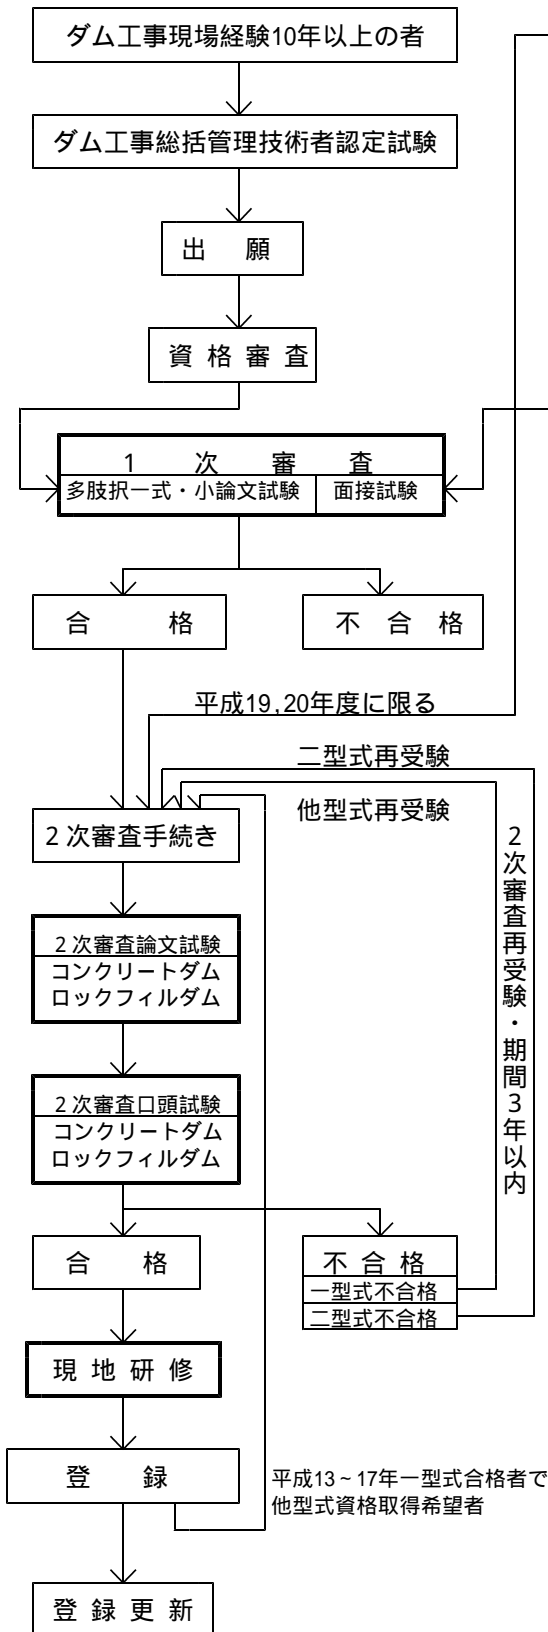 ダム工事現場経験10年以上の者
ダム工事総括管理技術者認定試験
出 願
資 格 審 査
1 次 審 査
多肢択一式・小論文試験
面接試験
合 格
不 合 格
平成19,20年度に限る
二型式再受験
他型式再受験
2次審査手続き
2次審査再受験・期間3年以内
2次審査論文試験
コンクリートダム
ロックフィルダム
2次審査口頭試験
コンクリートダム
ロックフィルダム
合 格
不 合 格
一型式不合格
二型式不合格
現 地 研 修
登 録
平成13~17年一型式合格者で
他型式資格取得希望者
登 録 更 新